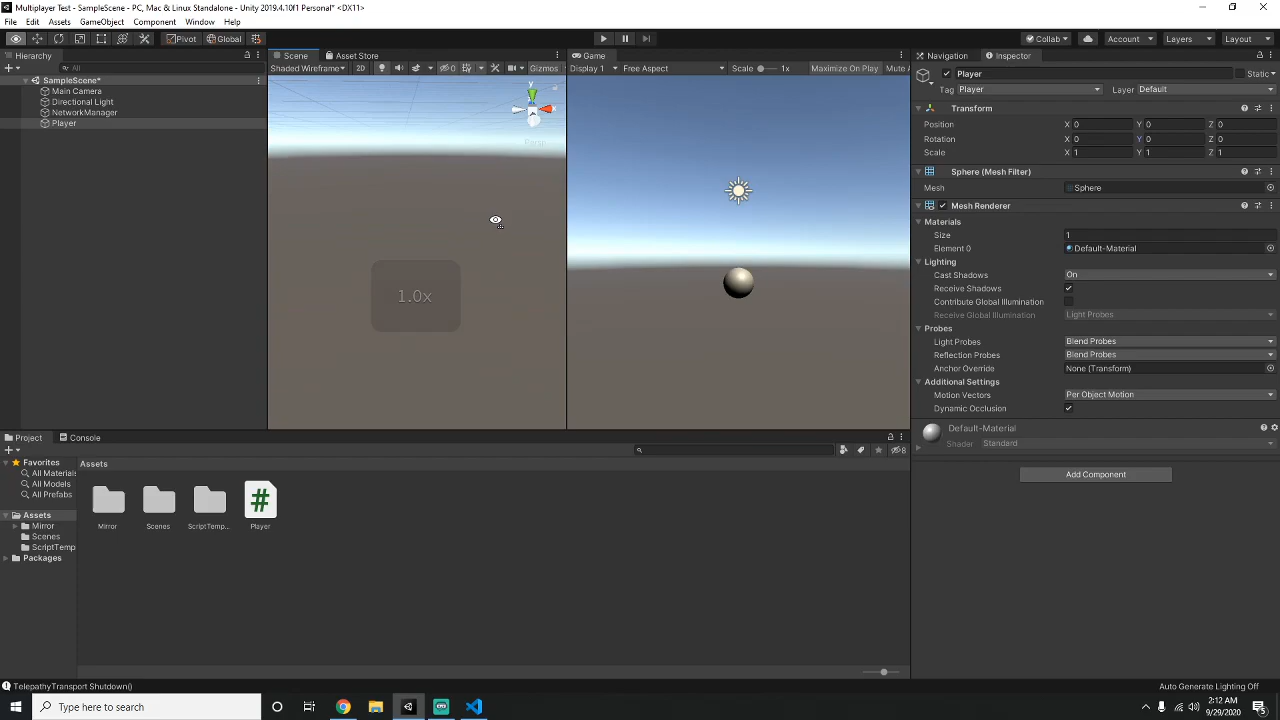 Multiplayer Test - SampleScene - PC, Mac & Linux Standalone - Unity 2019.4.10f1 Personal* <DX11>
File Edit Assets GameObject Component Window Help
Pivot Global Collab Account Layers Layout
Hierarchy Scene Asset Store Game Navigation Inspector
All Shaded Wireframe 2D 0 Gizmos Display 1 Free Aspect Scale 1x Maximize On Play Mute A Player Static
SampleScene*
Main Camera
Directional Light
NetworkManager
Player
y
x
Persp
1.0x
Tag Player Layer Default
Transform
Position X 0 Y 0 Z 0
Rotation X 0 Y 0 Z 0
Scale X 1 Y 1 Z 1
Sphere (Mesh Filter)
Mesh Sphere
Mesh Renderer
Materials
Size 1
Element 0 Default-Material
Lighting
Cast Shadows On
Receive Shadows
Contribute Global Illumination
Receive Global Illumination Light Probes
Probes
Light Probes Blend Probes
Reflection Probes Blend Probes
Anchor Override None (Transform)
Additional Settings
Motion Vectors Per Object Motion
Dynamic Occlusion
Default-Material
Shader Standard
Add Component
Project Console
8
Favorites
All Materials
All Models
All Prefabs
Assets
Mirror
Scenes
ScriptTemp
Packages
Assets
#
Mirror Scenes ScriptTemp... Player
TelepathyTransport Shutdown()
Auto Generate Lighting Off
Type here to search
2:12 AM
9/29/2020